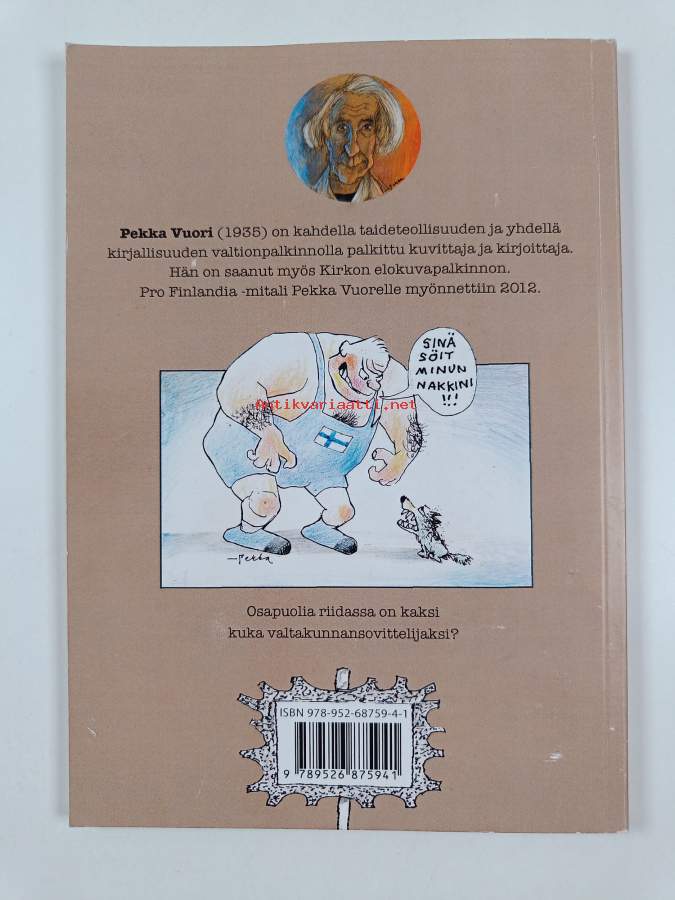 Pekka Vuori (1935) on kahdella taideteollisuuden ja yhdellä
kirjallisuuden valtionpalkinnolla palkittu kuvittaja ja kirjoittaja.
Hän on saanut myös Kirkon elokuvapalkinnon.
Pro Finlandia -mitali Pekka Vuorelle myönnettiin 2012.
SINÄ
SÖIT
MINUN
NAKKINI
!!!
Antikvariaatti.net
Pekka
Osapuolia riidassa on kaksi
kuka valtakunnansovittelijaksi?
ISBN 978-952-68759-4-1
9 789526 875941